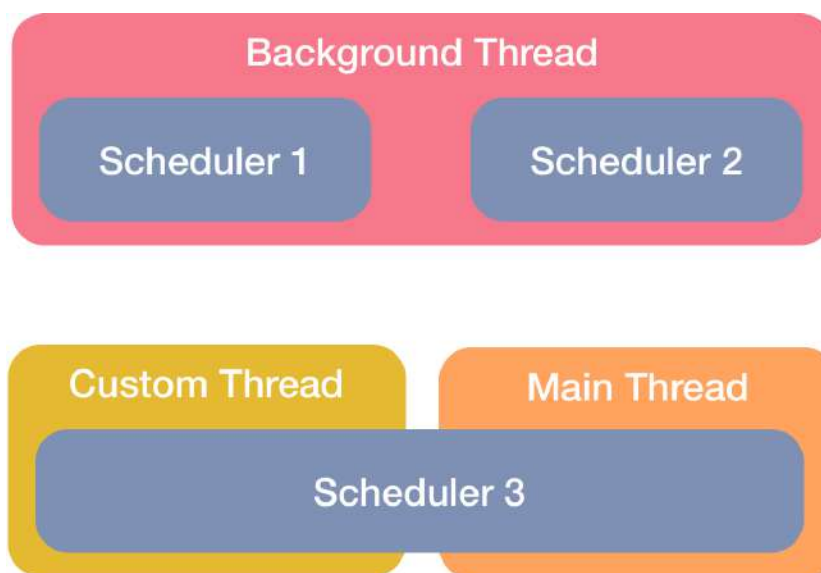 Background Thread
Scheduler 1
Scheduler 2
Custom Thread
Main Thread
Scheduler 3